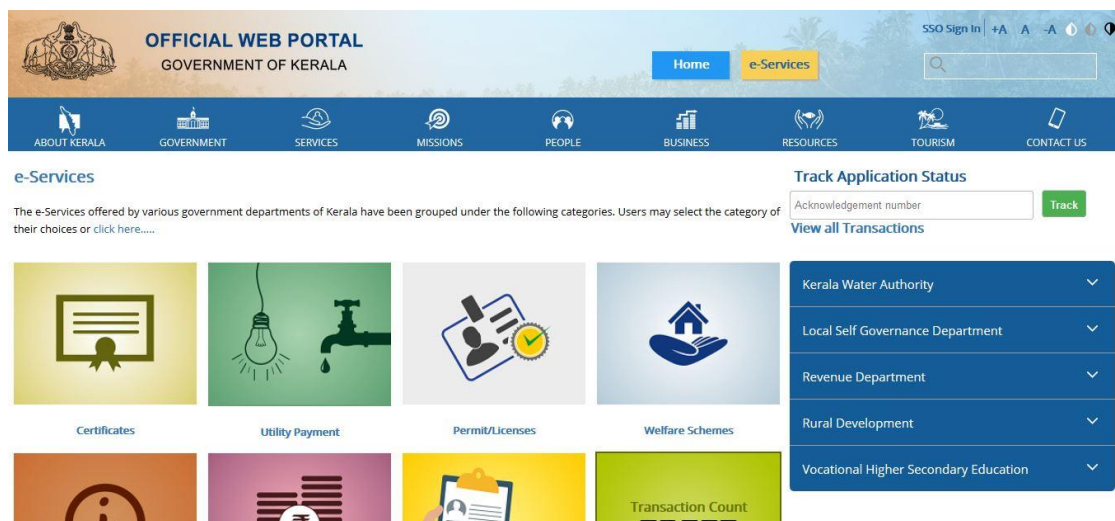 OFFICIAL WEB PORTAL
GOVERNMENT OF KERALA
Home
e-Services
SSO Sign In +A A -A
ABOUT KERALA
GOVERNMENT
SERVICES
MISSIONS
PEOPLE
BUSINESS
RESOURCES
TOURISM
CONTACT US
e-Services
The e-Services offered by various government departments of Kerala have been grouped under the following categories. Users may select the category of
their choices or click here.....
Track Application Status
Acknowledgement number
Track
View all Transactions
Kerala Water Authority
Local Self Governance Department
Revenue Department
Rural Development
Vocational Higher Secondary Education
Certificates
Utility Payment
Permit/Licenses
Welfare Schemes
Transaction Count